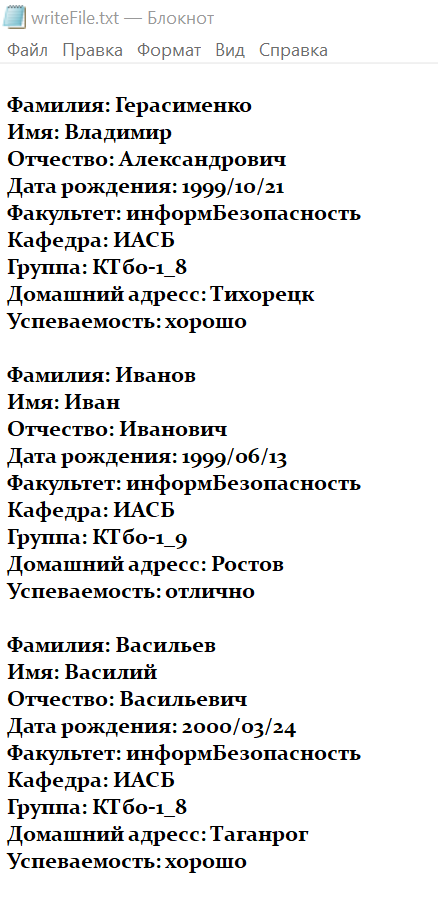 writeFile.txt — Блокнот
Файл Правка Формат Вид Справка
Фамилия: Герасименко
Имя: Владимир
Отчество: Александрович
Дата рождения: 1999/10/21
Факультет: информБезопасность
Кафедра: ИАСБ
Группа: КТбо-1_8
Домашний адресс: Тихорецк
Успеваемость: хорошо
Фамилия: Иванов
Имя: Иван
Отчество: Иванович
Дата рождения: 1999/06/13
Факультет: информБезопасность
Кафедра: ИАСБ
Группа: КТбо-1_9
Домашний адресс: Ростов
Успеваемость: отлично
Фамилия: Васильев
Имя: Василий
Отчество: Васильевич
Дата рождения: 2000/03/24
Факультет: информБезопасность
Кафедра: ИАСБ
Группа: КТбо-1_8
Домашний адресс: Таганрог
Успеваемость: хорошо